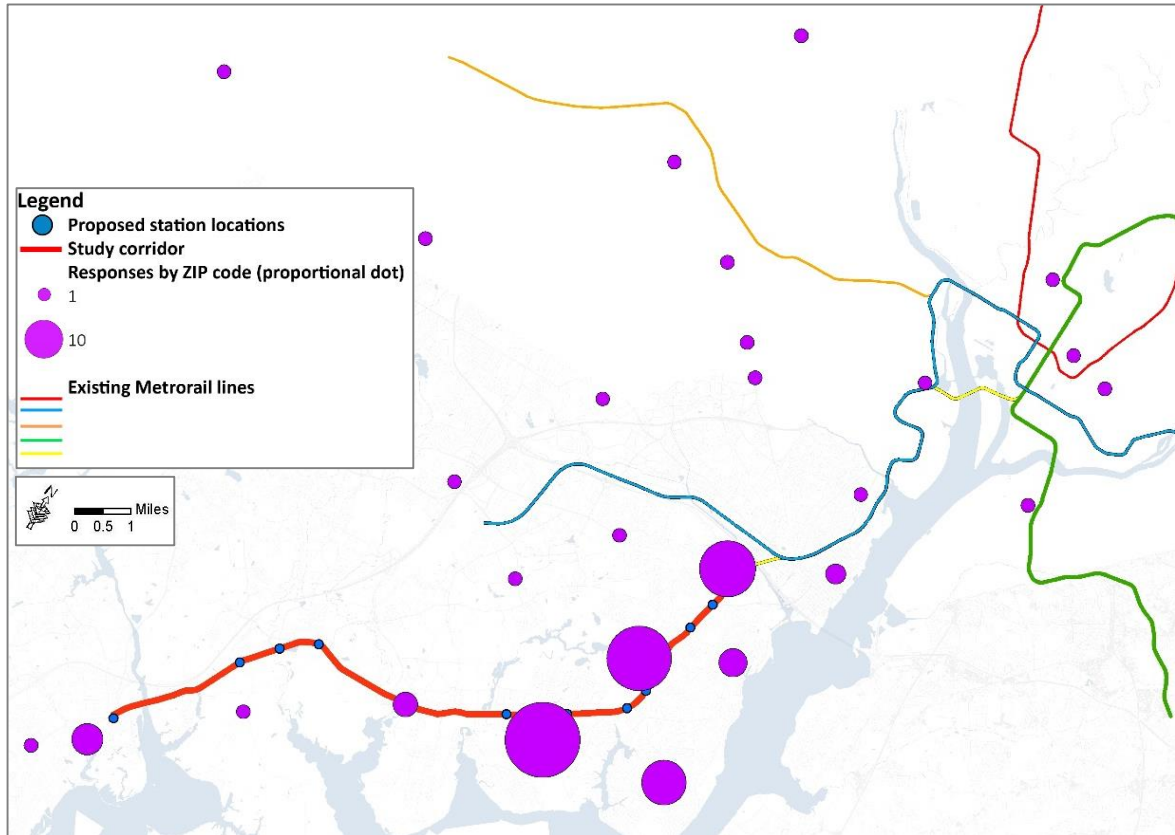 Legend
Proposed station locations
Study corridor
Responses by ZIP code (proportional dot)
1
10
Existing Metrorail lines
N
Miles
0 0.5 1